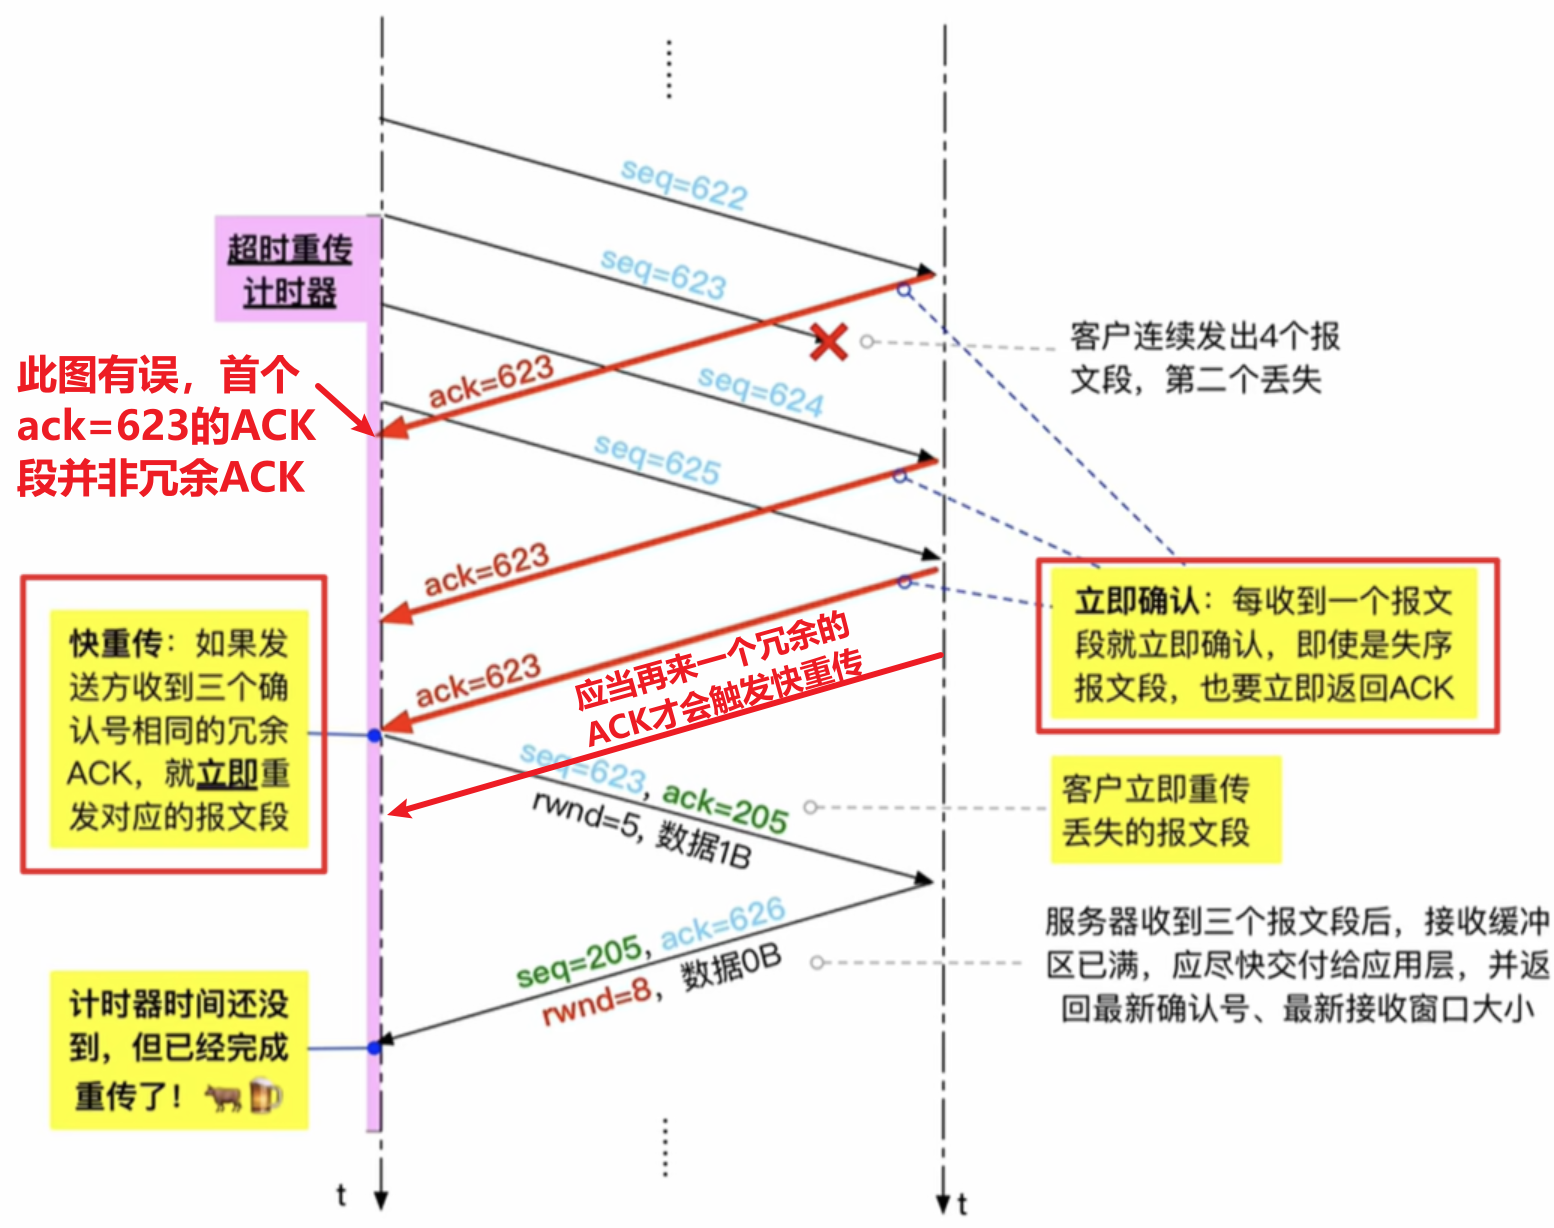 seq=622
超时重传
计时器
seq=623
客户连续发出4个报
文段，第二个丢失
此图有误，首个
ack=623的ACK
段并非冗余ACK
ack=623
seq=624
seq=625
ack=623
立即确认：每收到一个报文
段就立即确认，即使是失序
报文段，也要立即返回ACK
快重传：如果发
送方收到三个确
认号相同的冗余
ACK，就立即重
发对应的报文段
ack=623
应当再来一个冗余的
ACK才会触发快重传
seq=623, ack=205
rwnd=5, 数据1B
客户立即重传
丢失的报文段
seq=205, ack=626
rwnd=8，数据0B
服务器收到三个报文段后，接收缓冲
区已满，应尽快交付给应用层，并返
回最新确认号、最新接收窗口大小
计时器时间还没
到，但已经完成
重传了！🐂🍺
t
t